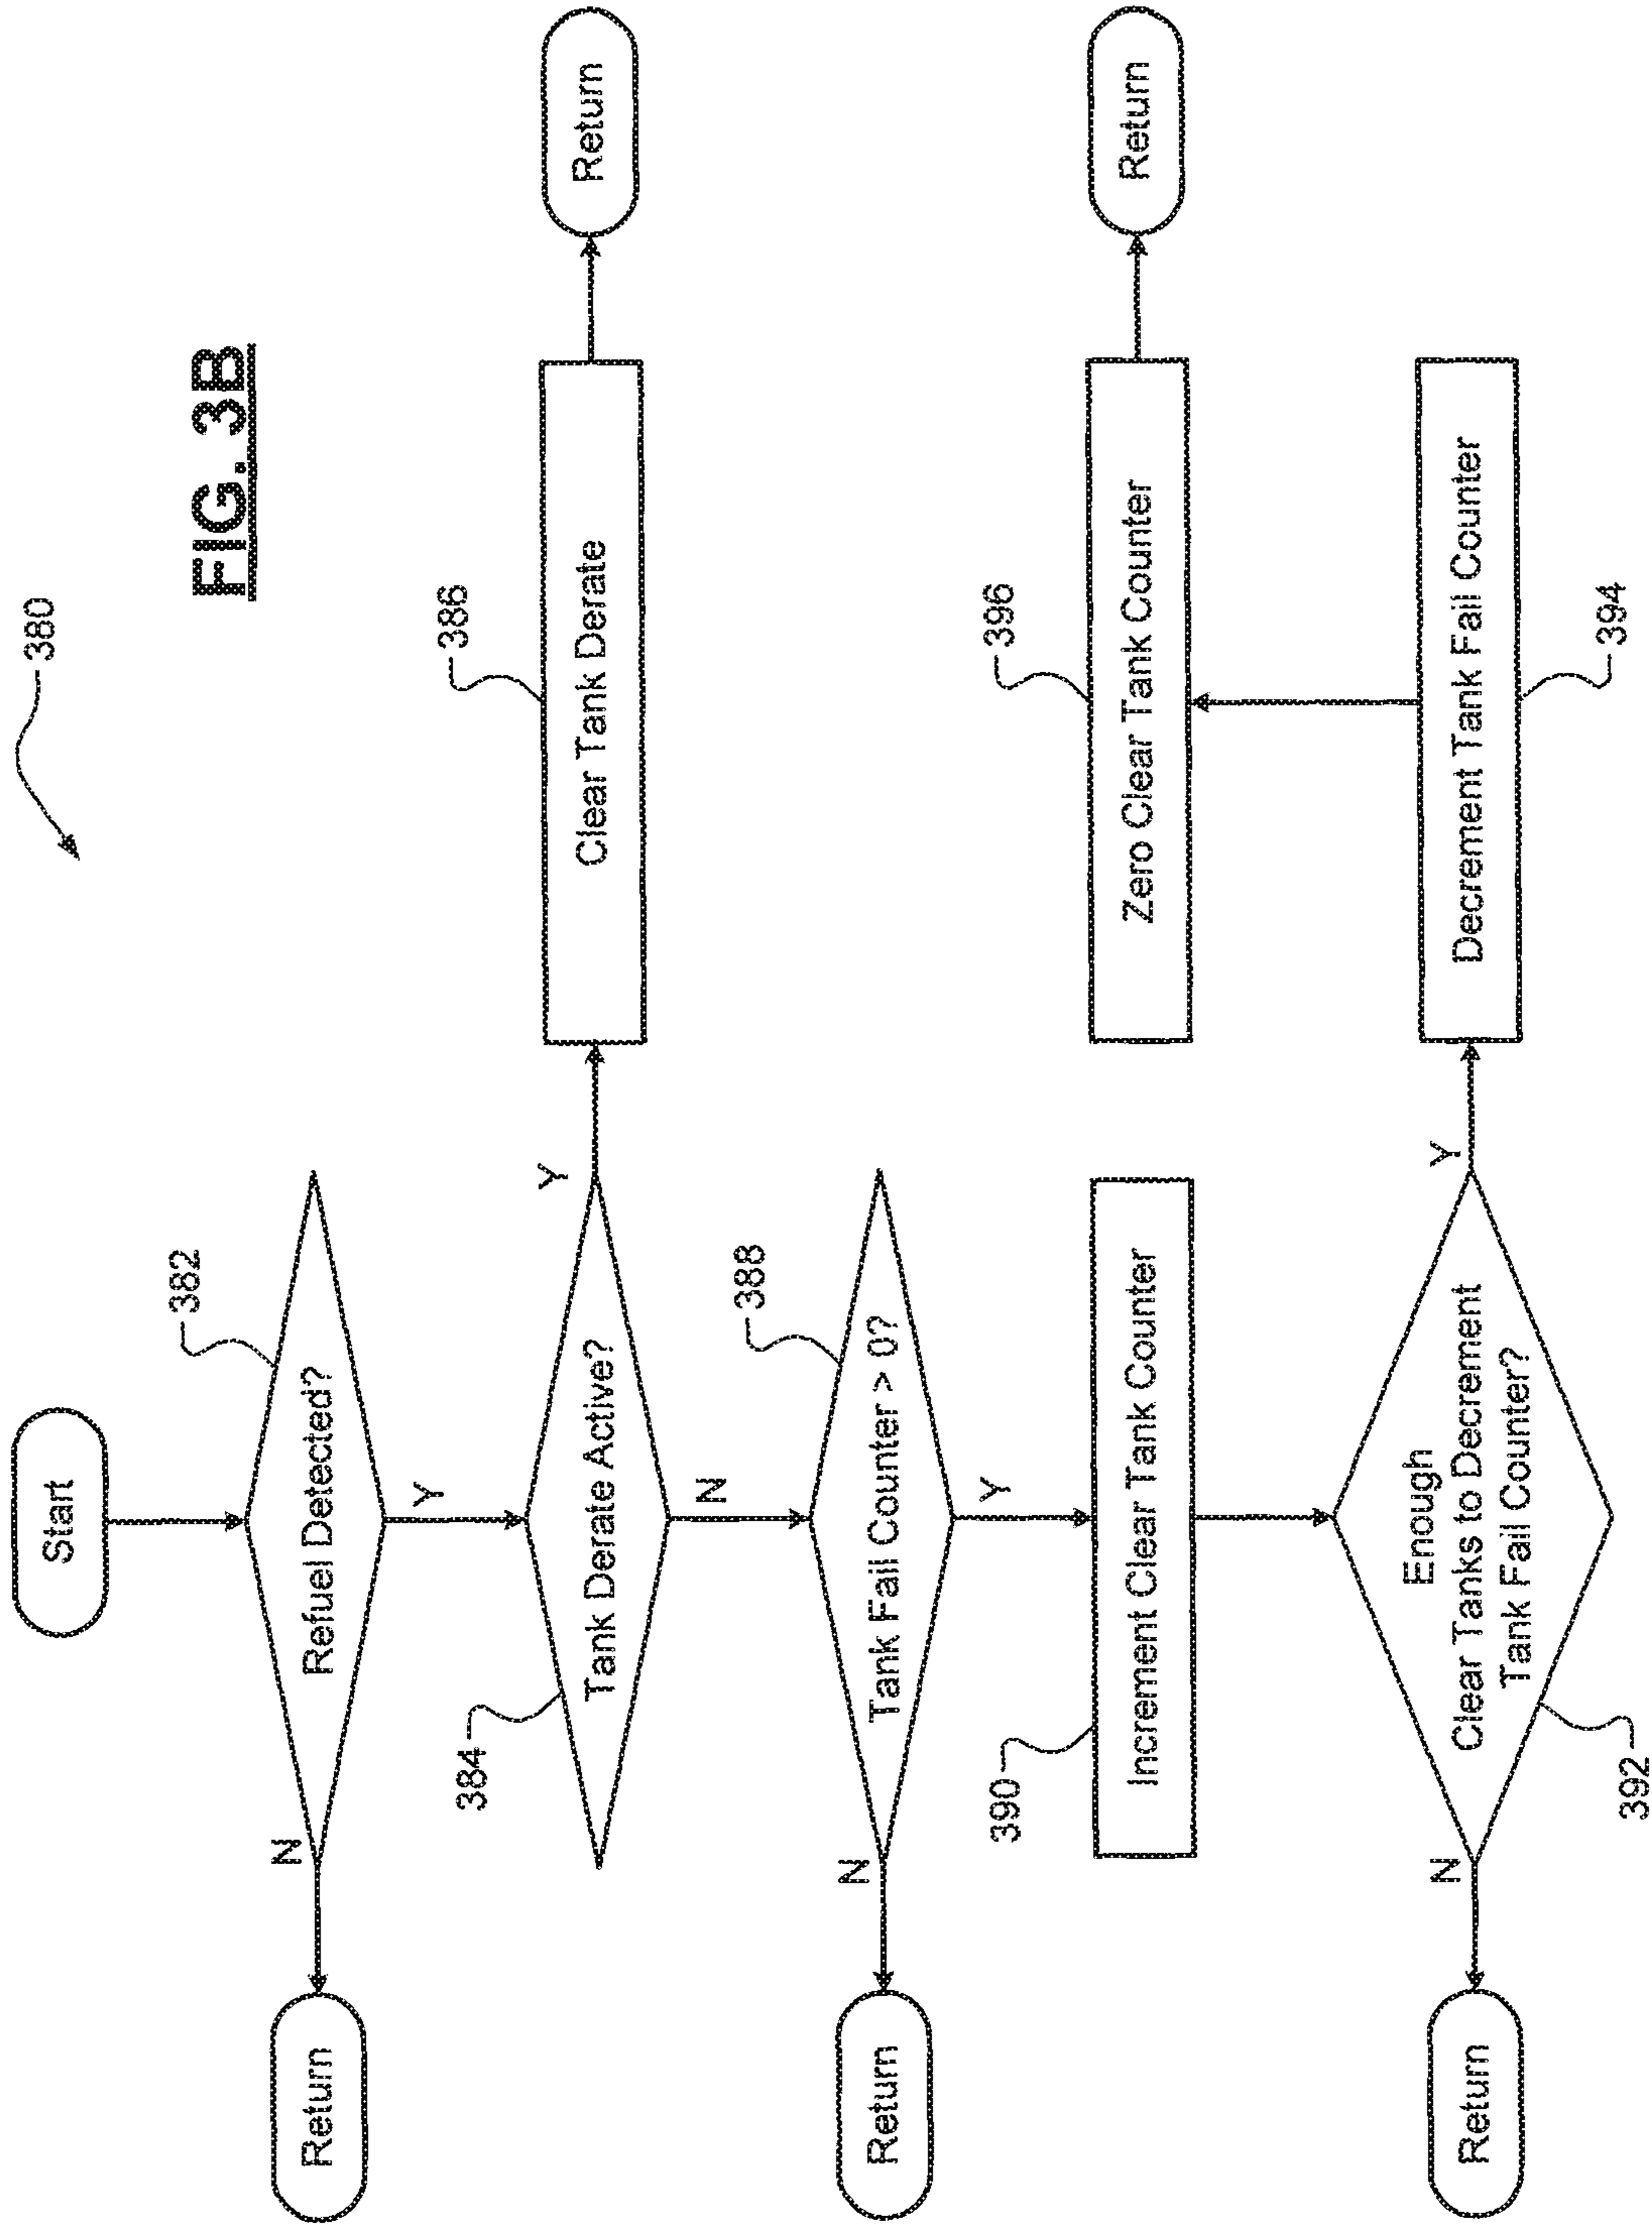 380
FIG. 3B
Start
382
Refuel Detected?
N
Return
Y
384
Tank Derate Active?
Y
386
Clear Tank Derate
Return
N
388
Tank Fail Counter > 0?
N
Return
Y
390
Increment Clear Tank Counter
Enough
Clear Tanks to Decrement
Tank Fail Counter?
392
N
Return
Y
Decrement Tank Fail Counter
394
396
Zero Clear Tank Counter
Return